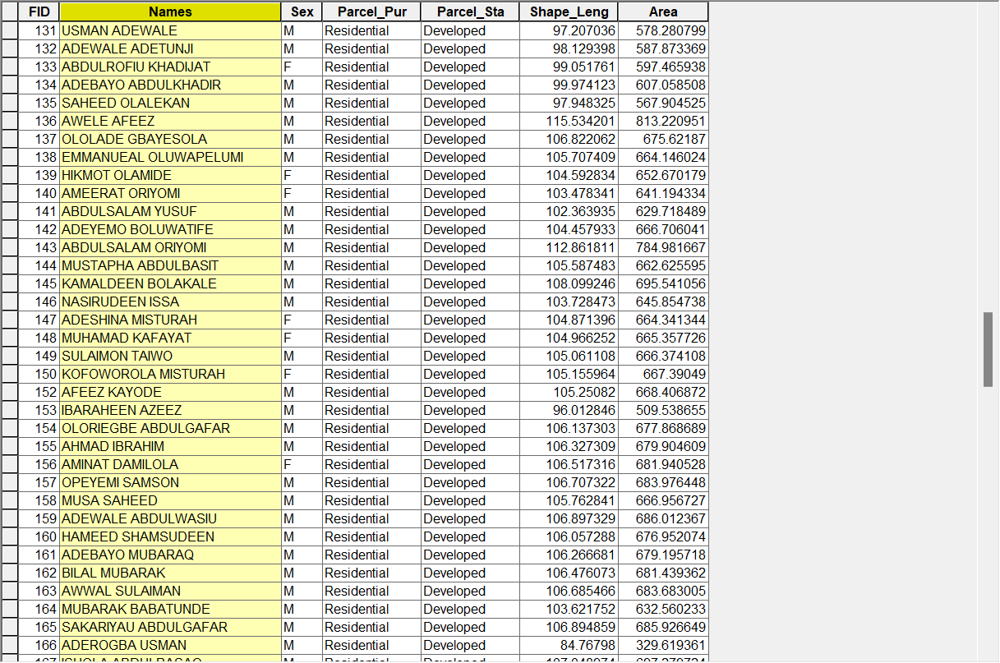 FID Names Sex Parcel_Pur Parcel_Sta Shape_Leng Area
131 USMAN ADEWALE M Residential Developed 97.207036 578.280799
132 ADEWALE ADETUNJI M Residential Developed 98.129398 587.873369
133 ABDULROFIU KHADIJAT F Residential Developed 99.051761 597.465938
134 ADEBAYO ABDULKHADIR M Residential Developed 99.974123 607.058508
135 SAHEED OLALEKAN M Residential Developed 97.948325 567.904525
136 AWELE AFEEZ M Residential Developed 115.534201 813.220951
137 OLOLADE GBAYESOLA M Residential Developed 106.822062 675.62187
138 EMMANUEAL OLUWAPELUMI M Residential Developed 105.707409 664.146024
139 HIKMOT OLAMIDE F Residential Developed 104.592834 652.670179
140 AMEERAT ORIYOMI F Residential Developed 103.478341 641.194334
141 ABDULSALAM YUSUF M Residential Developed 102.363935 629.718489
142 ADEYEMO BOLUWATIFE M Residential Developed 104.457933 666.706041
143 ABDULSALAM ORIYOMI M Residential Developed 112.861811 784.981667
144 MUSTAPHA ABDULBASIT M Residential Developed 105.587483 662.625595
145 KAMALDEEN BOLAKALE M Residential Developed 108.099246 695.541056
146 NASIRUDEEN ISSA M Residential Developed 103.728473 645.854738
147 ADESHINA MISTURAH F Residential Developed 104.871396 664.341344
148 MUHAMAD KAFAYAT F Residential Developed 104.966252 665.357726
149 SULAIMON TAIWO M Residential Developed 105.061108 666.374108
150 KOFOWOROLA MISTURAH F Residential Developed 105.155964 667.39049
152 AFEEZ KAYODE M Residential Developed 105.25082 668.406872
153 IBARAHEEN AZEEZ M Residential Developed 96.012846 509.538655
154 OLORIEGBE ABDULGAFAR M Residential Developed 106.137303 677.868689
155 AHMAD IBRAHIM M Residential Developed 106.327309 679.904609
156 AMINAT DAMILOLA F Residential Developed 106.517316 681.940528
157 OPEYEMI SAMSON M Residential Developed 106.707322 683.976448
158 MUSA SAHEED M Residential Developed 105.762841 666.956727
159 ADEWALE ABDULWASIU M Residential Developed 106.897329 686.012367
160 HAMEED SHAMSUDEEN M Residential Developed 106.057288 676.952074
161 ADEBAYO MUBARAQ M Residential Developed 106.266681 679.195718
162 BILAL MUBARAK M Residential Developed 106.476073 681.439362
163 AWWAL SULAIMAN M Residential Developed 106.685466 683.683005
164 MUBARAK BABATUNDE M Residential Developed 103.621752 632.560233
165 SAKARIYAU ABDULGAFAR M Residential Developed 106.894859 685.926649
166 ADEROGBA USMAN M Residential Developed 84.76798 329.619361